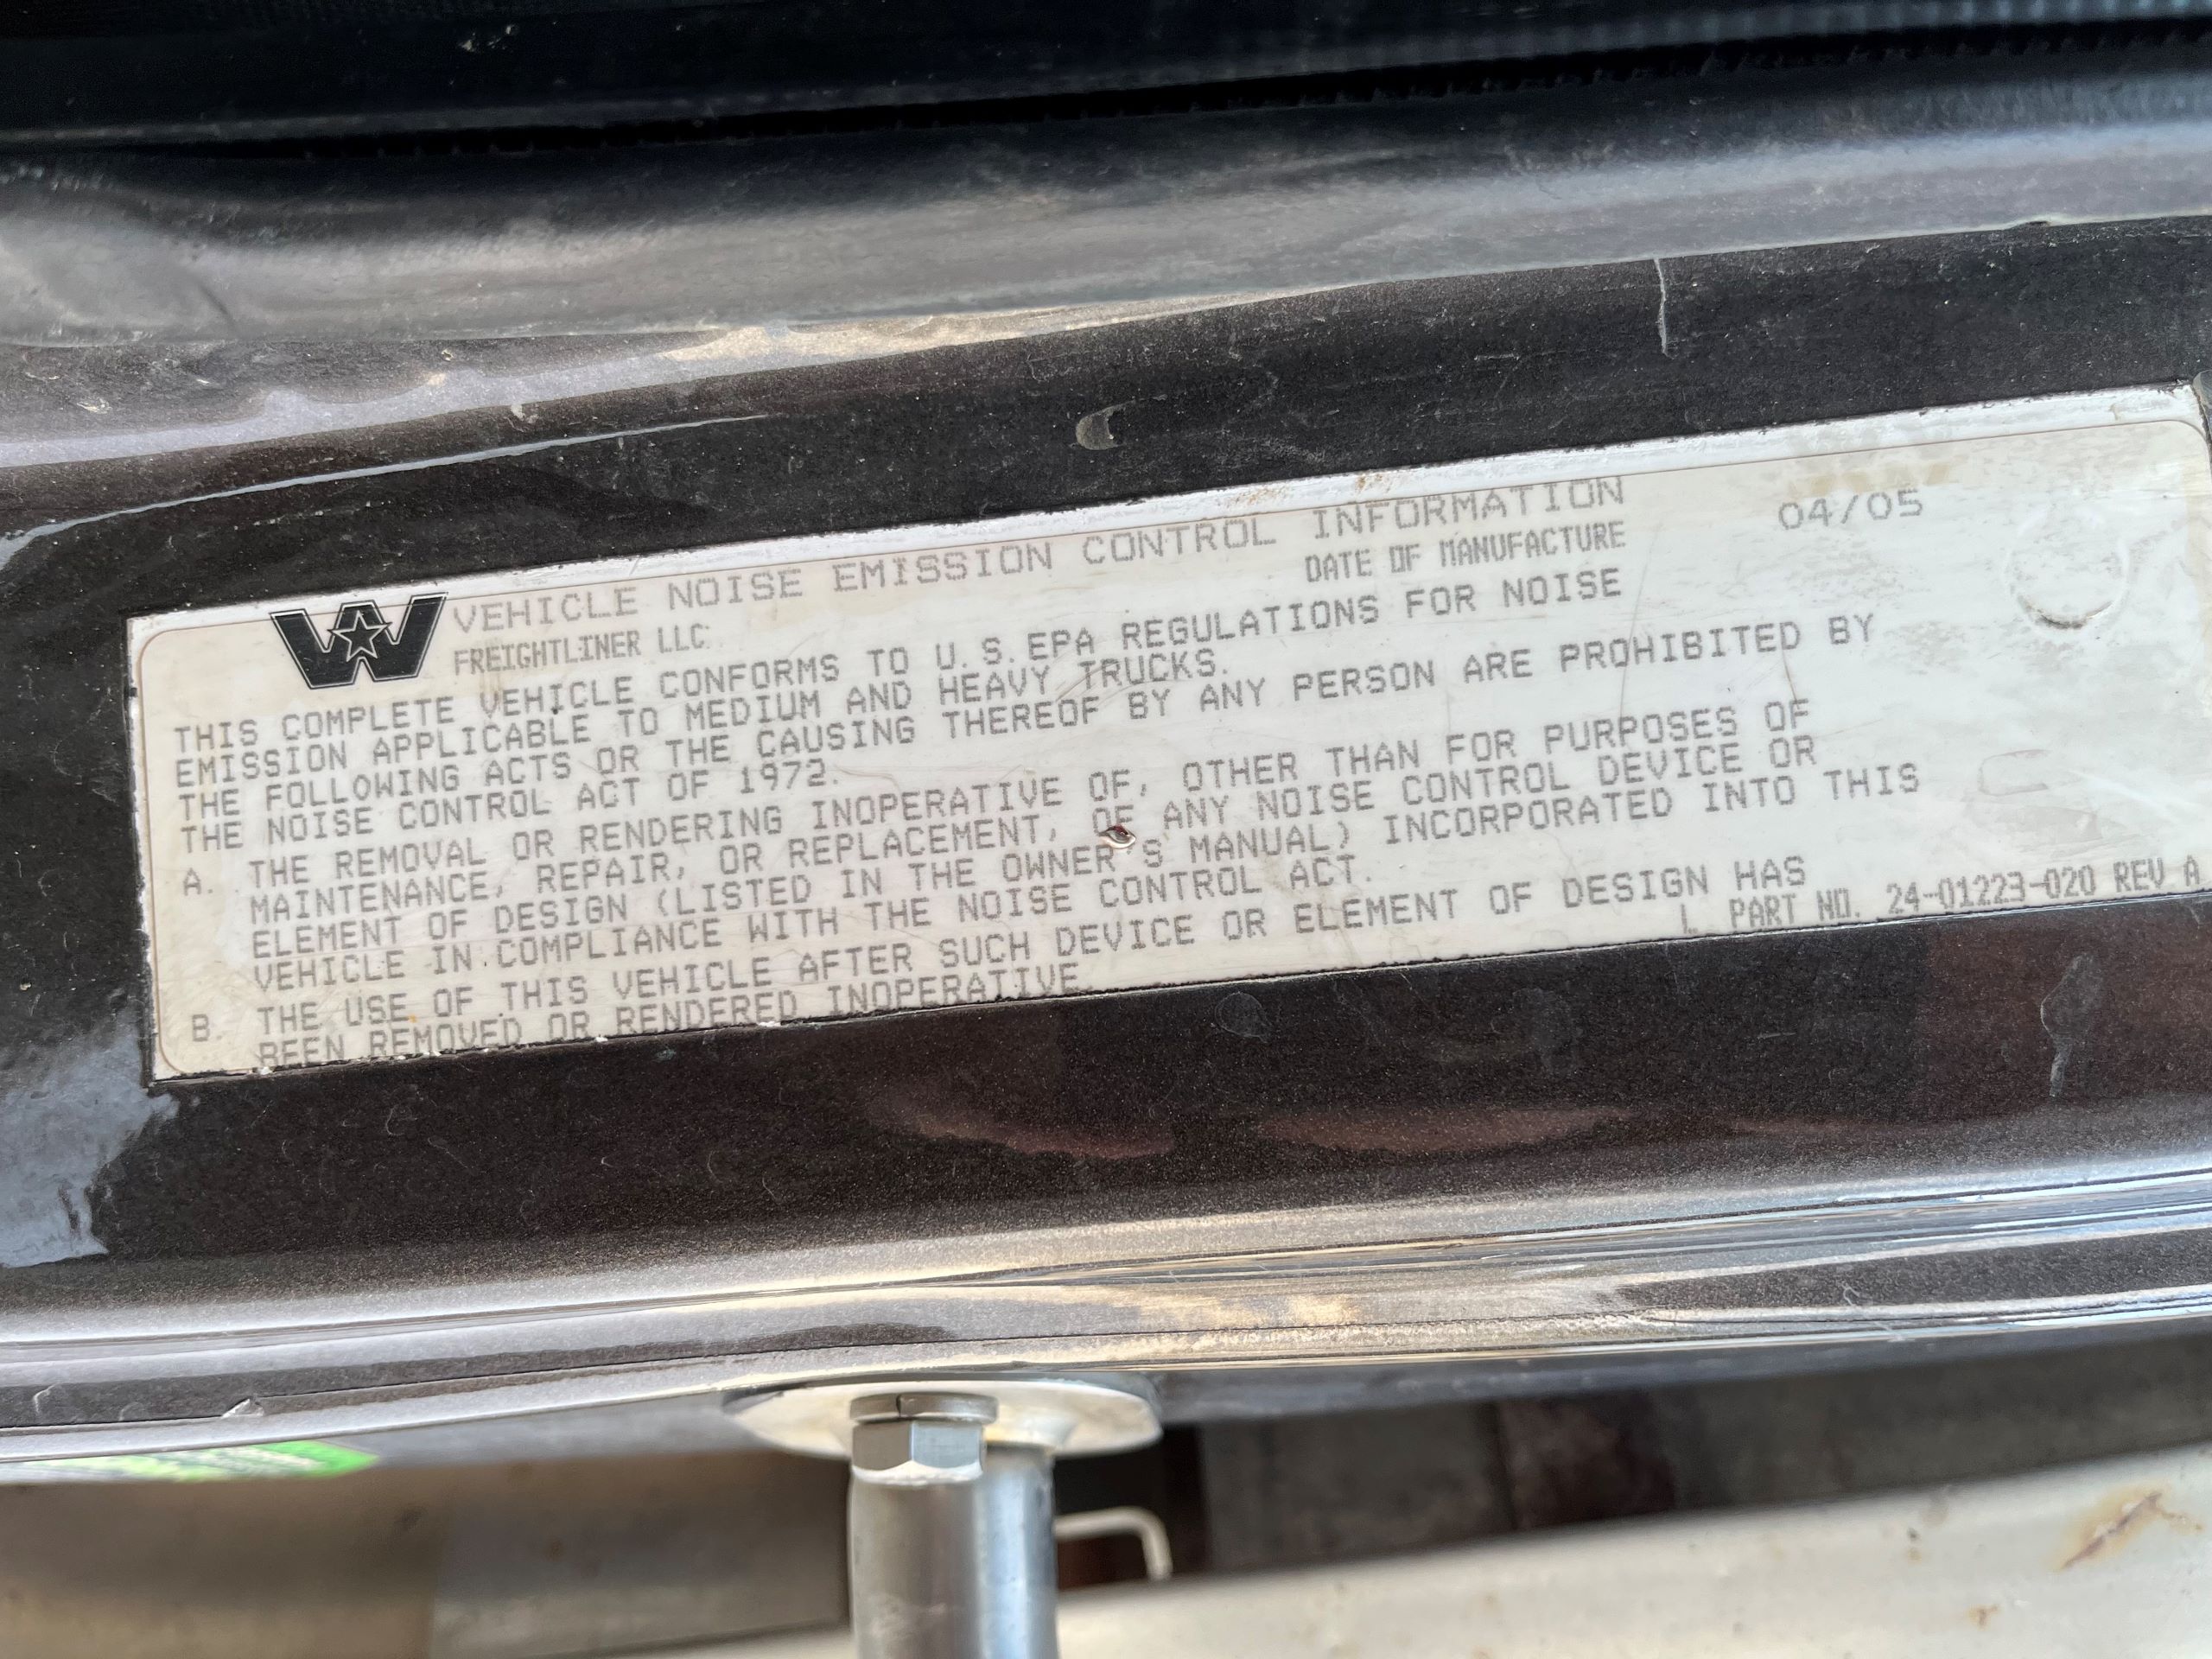 VEHICLE NOISE EMISSION CONTROL INFORMATION 04/05
FREIGHTLINER LLC DATE OF MANUFACTURE
THIS COMPLETE VEHICLE CONFORMS TO U.S.EPA REGULATIONS FOR NOISE
EMISSION APPLICABLE TO MEDIUM AND HEAVY TRUCKS.
THE FOLLOWING ACTS OR THE CAUSING THEREOF BY ANY PERSON ARE PROHIBITED BY
THE NOISE CONTROL ACT OF 1972.
A. THE REMOVAL OR RENDERING INOPERATIVE OF, OTHER THAN FOR PURPOSES OF
MAINTENANCE, REPAIR, OR REPLACEMENT, OF ANY NOISE CONTROL DEVICE OR
ELEMENT OF DESIGN (LISTED IN THE OWNER'S MANUAL) INCORPORATED INTO THIS
VEHICLE IN COMPLIANCE WITH THE NOISE CONTROL ACT.
B. THE USE OF THIS VEHICLE AFTER SUCH DEVICE OR ELEMENT OF DESIGN HAS
BEEN REMOVED OR RENDERED INOPERATIVE.
PART NO. 24-01223-020 REV A